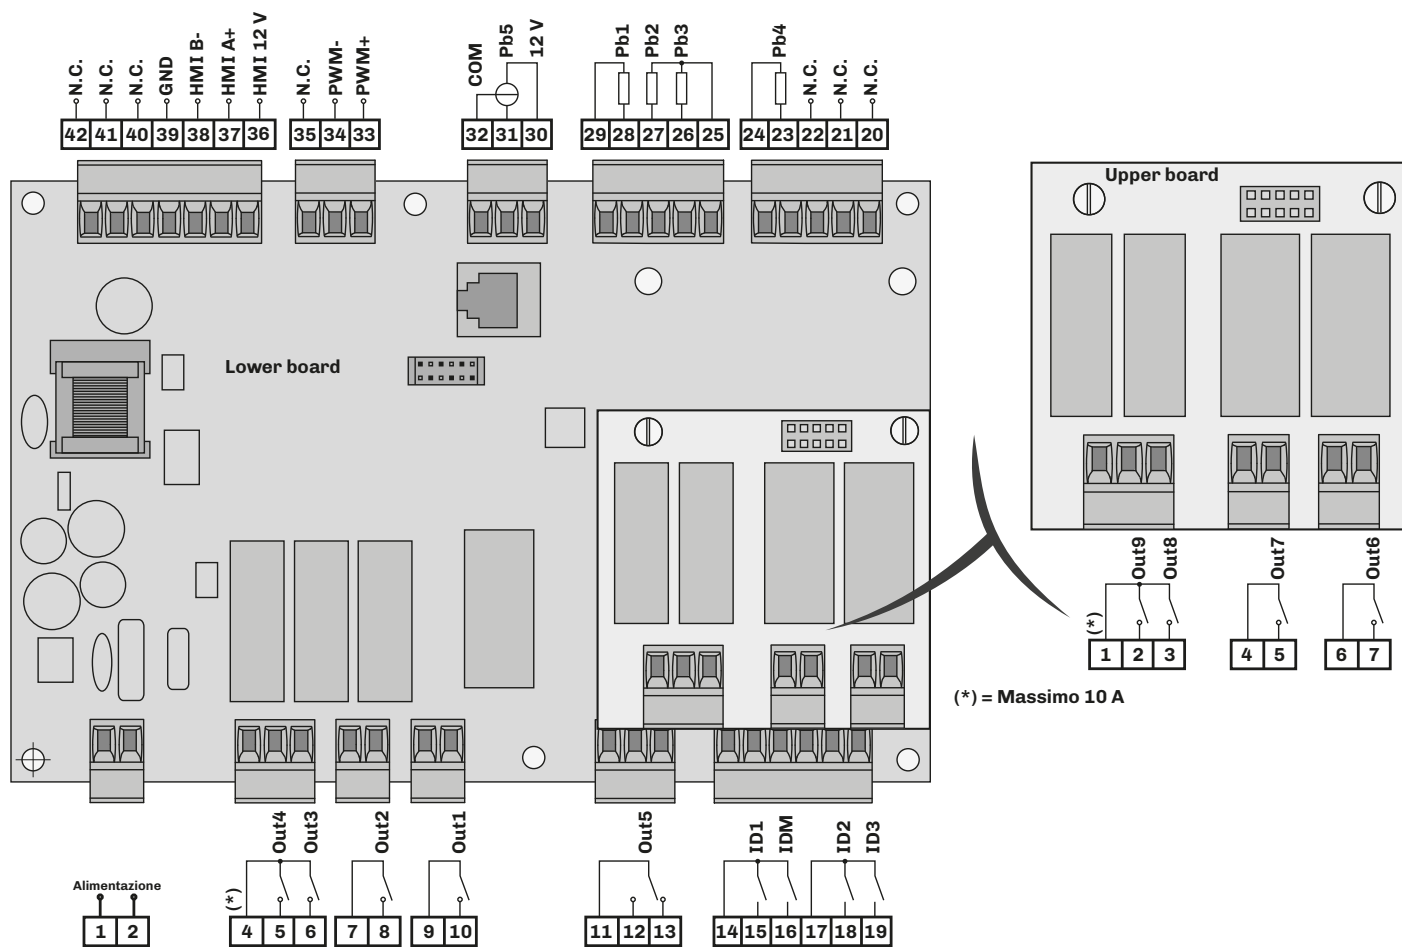 N.C.
N.C.
N.C.
GND
HMI B-
HMI A+
HMI 12 V
N.C.
PWM-
PWM+
COM
Pb5
12 V
Pb1
Pb2
Pb3
Pb4
N.C.
N.C.
N.C.
42 41 40 39 38 37 36
35 34 33
32 31 30
29 28 27 26 25
24 23 22 21 20
Upper board
Lower board
Out9
Out8
Out7
Out6
(*)
1 2 3
4 5
6 7
(*) = Massimo 10 A
Out4
Out3
Out2
Out1
Out5
ID1
IDM
ID2
ID3
Alimentazione
(*)
1 2
4 5 6
7 8
9 10
11 12 13
14 15 16 17 18 19